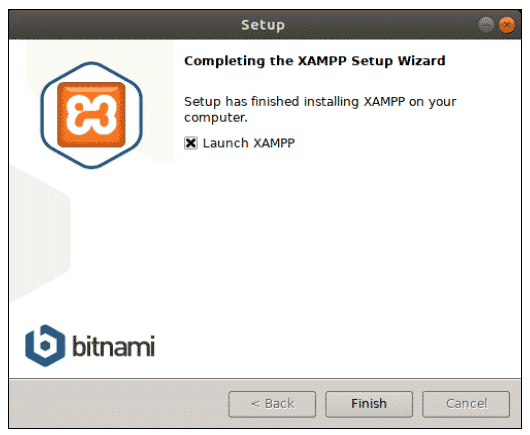 Setup
Completing the XAMPP Setup Wizard
Setup has finished installing XAMPP on your
computer.
Launch XAMPP
bitnami
< Back
Finish
Cancel